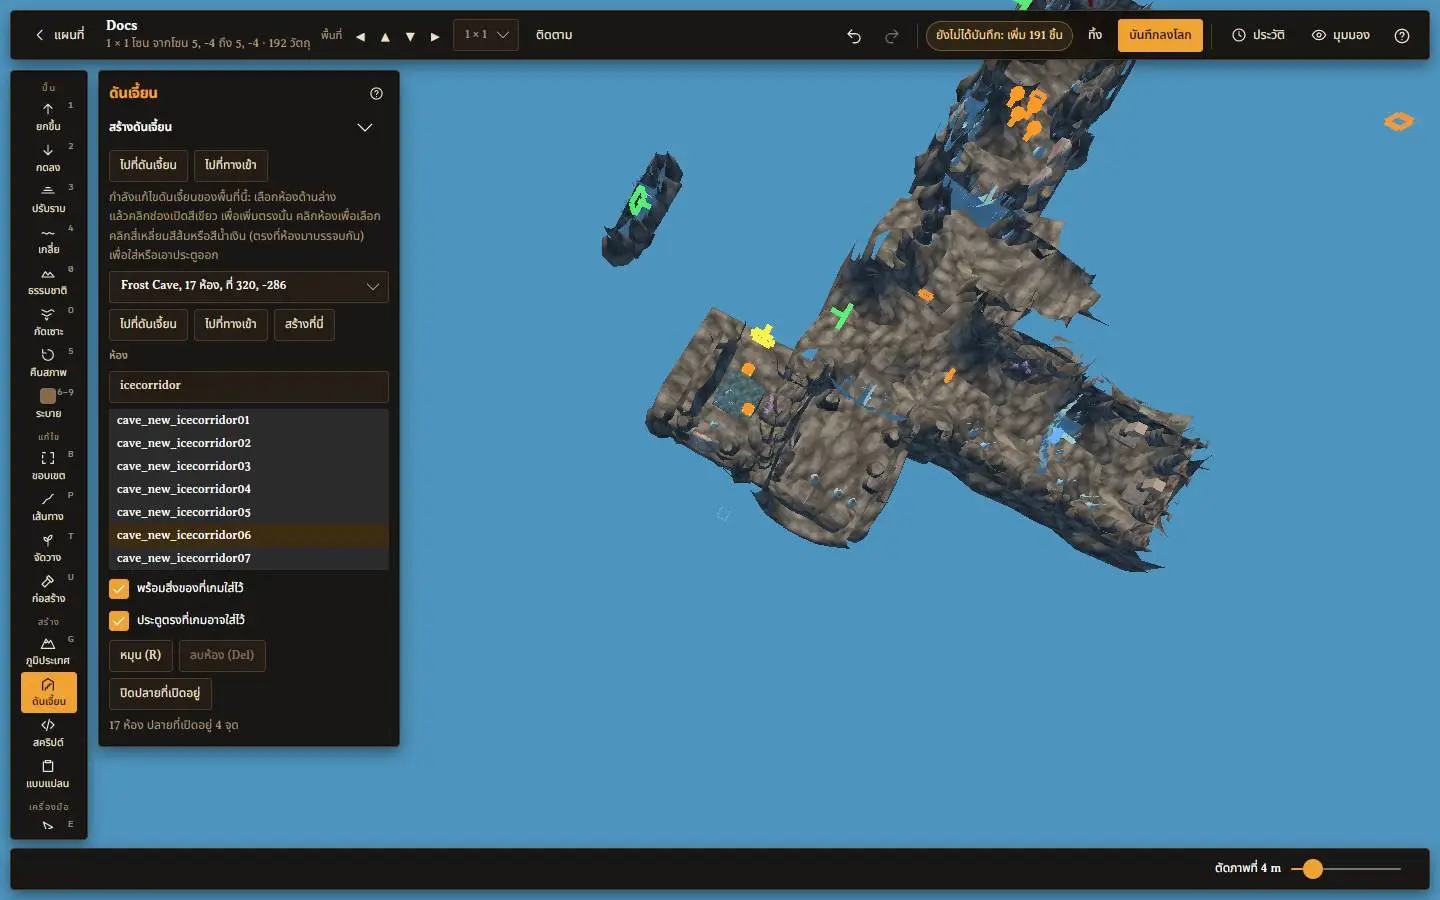 แผนที่
Docs
1 × 1 โซน จากโซน 5, -4 ถึง 5, -4 · 192 วัตถุ
พื้นที่
1 × 1
ติดตาม
ยังไม่ได้บันทึก: เพิ่ม 191 ชิ้น
ทิ้ง
บันทึกลงโลก
ประวัติ
มุมมอง
ปั้น
ยกขึ้น 1
กดลง 2
ปรับราบ 3
เกลี่ย 4
ธรรมชาติ 0
กัดเซาะ O
คืนสภาพ 5
ระบาย 6-9
แก้ไข
ขอบเขต B
เส้นทาง P
จัดวาง T
ก่อสร้าง U
สร้าง
ภูมิประเทศ G
ดันเจี้ยน
สคริปต์
แบบแปลน
เครื่องมือ
E
ดันเจี้ยน
สร้างดันเจี้ยน
ไปที่ดันเจี้ยน
ไปที่ทางเข้า
กำลังแก้ไขดันเจี้ยนของพื้นที่นี้: เลือกห้องด้านล่าง
แล้วคลิกช่องเปิดสีเขียว เพื่อเพิ่มตรงนั้น คลิกห้องเพื่อเลือก
คลิกสี่เหลี่ยมสีส้มหรือสีน้ำเงิน (ตรงที่ห้องมาบรรจบกัน)
เพื่อใส่หรือเอาประตูออก
Frost Cave, 17 ห้อง, ที่ 320, -286
ไปที่ดันเจี้ยน
ไปที่ทางเข้า
สร้างที่นี่
ห้อง
icecorridor
cave_new_icecorridor01
cave_new_icecorridor02
cave_new_icecorridor03
cave_new_icecorridor04
cave_new_icecorridor05
cave_new_icecorridor06
cave_new_icecorridor07
พร้อมสิ่งของที่เกมใส่ไว้
ประตูตรงที่เกมอาจใส่ไว้
หมุน (R)
ลบห้อง (Del)
ปิดปลายที่เปิดอยู่
17 ห้อง ปลายที่เปิดอยู่ 4 จุด
ตัดภาพที่ 4 m